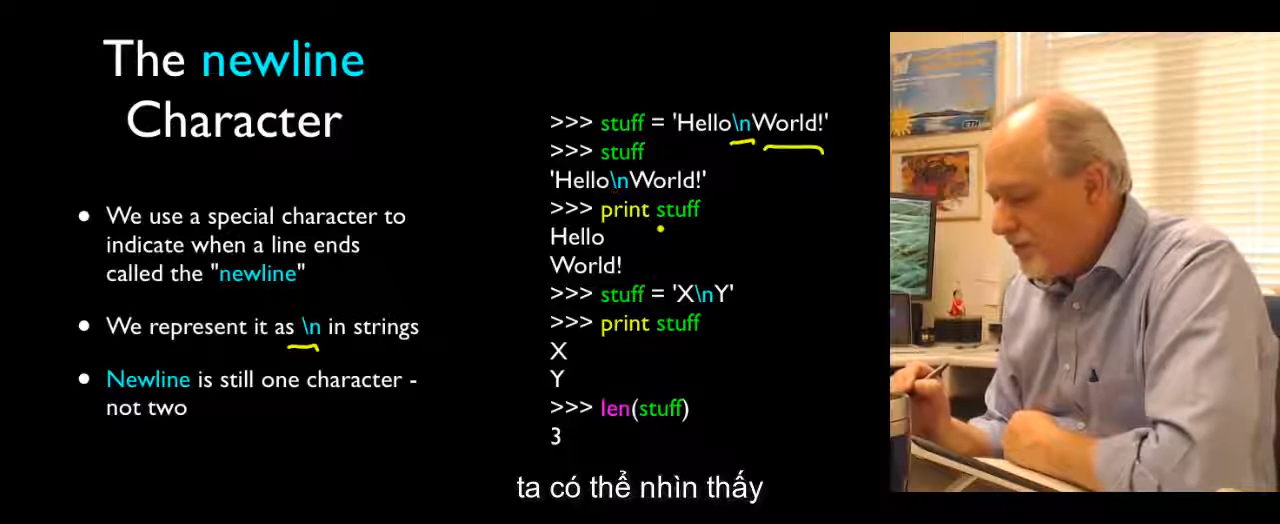 The newline
Character
We use a special character to
indicate when a line ends
called the "newline"
We represent it as \n in strings
Newline is still one character -
not two
>>> stuff = 'Hello\nWorld!'
>>> stuff
'Hello\nWorld!'
>>> print stuff
Hello
World!
>>> stuff = 'X\nY'
>>> print stuff
X
Y
>>> len(stuff)
3
ETH
ta có thể nhìn thấy